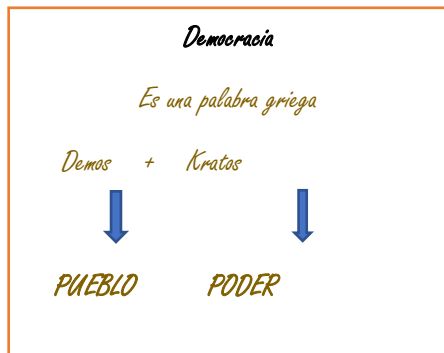 Democracia
Es una palabra griega
Demos + Kratos
PUEBLO PODER